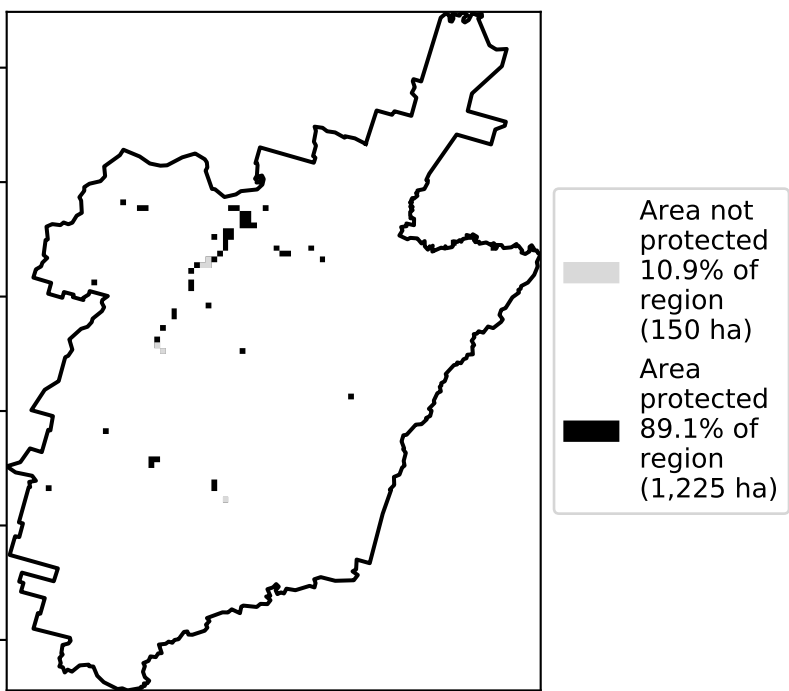 Area not
protected
10.9% of
region
(150 ha)
Area
protected
89.1% of
region
(1,225 ha)